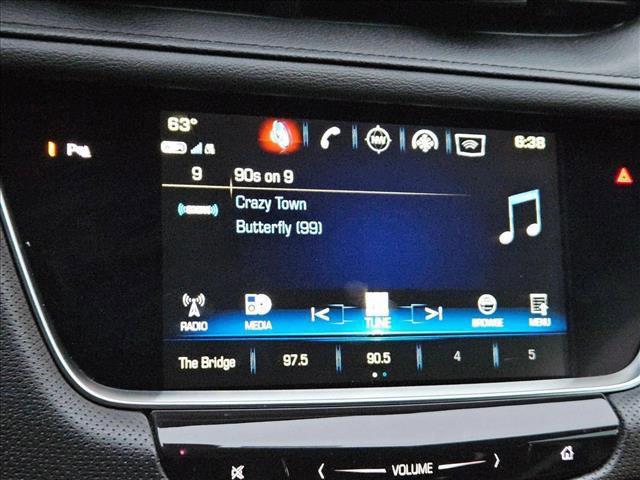 63°
6:38
9 90s on 9
Crazy Town
Butterfly (99)
RADIO MEDIA TUNE BROWSE MENU
The Bridge 97.5 90.5 4 5
VOLUME